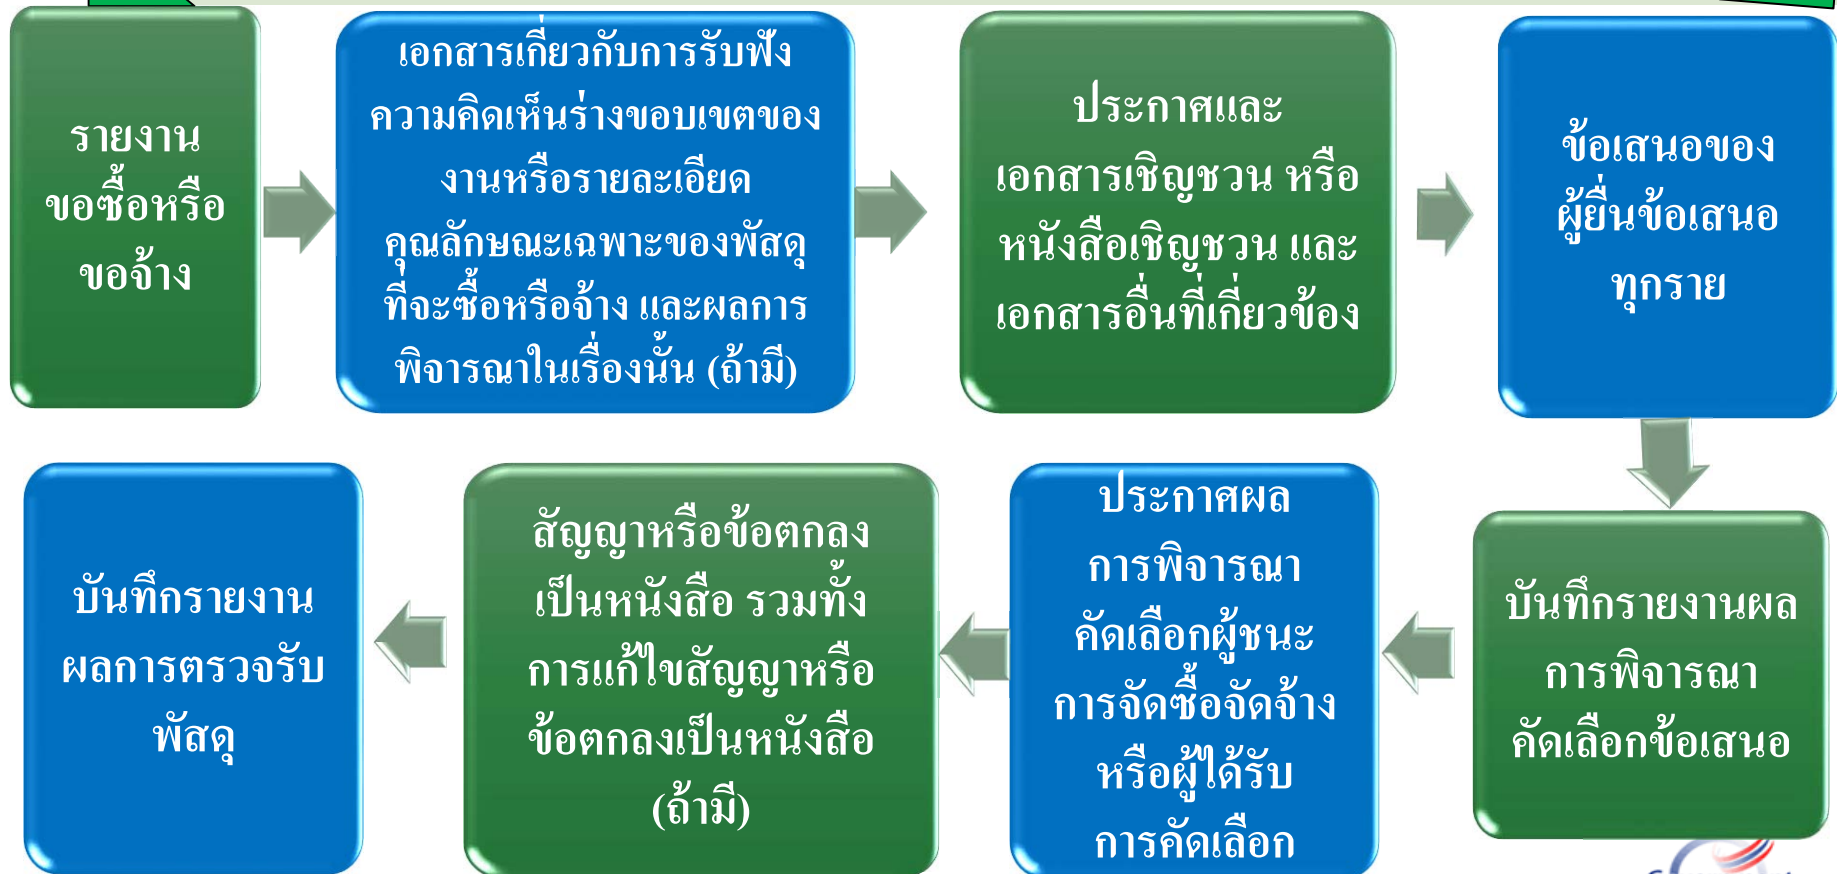 รายงาน
ขอซื้อหรือ
ขอจ้าง
เอกสารเกี่ยวกับการรับฟัง
ความคิดเห็นร่างขอบเขตของ
งานหรือรายละเอียด
คุณลักษณะเฉพาะของพัสดุ
ที่จะซื้อหรือจ้าง และผลการ
พิจารณาในเรื่องนั้น (ถ้ามี)
ประกาศและ
เอกสารเชิญชวน หรือ
หนังสือเชิญชวน และ
เอกสารอื่นที่เกี่ยวข้อง
ข้อเสนอของ
ผู้ยื่นข้อเสนอ
ทุกราย
บันทึกรายงานผล
การพิจารณา
คัดเลือกข้อเสนอ
ประกาศผล
การพิจารณา
คัดเลือกผู้ชนะ
การจัดซื้อจัดจ้าง
หรือผู้ได้รับ
การคัดเลือก
สัญญาหรือข้อตกลง
เป็นหนังสือ รวมทั้ง
การแก้ไขสัญญาหรือ
ข้อตกลงเป็นหนังสือ
(ถ้ามี)
บันทึกรายงาน
ผลการตรวจรับ
พัสดุ